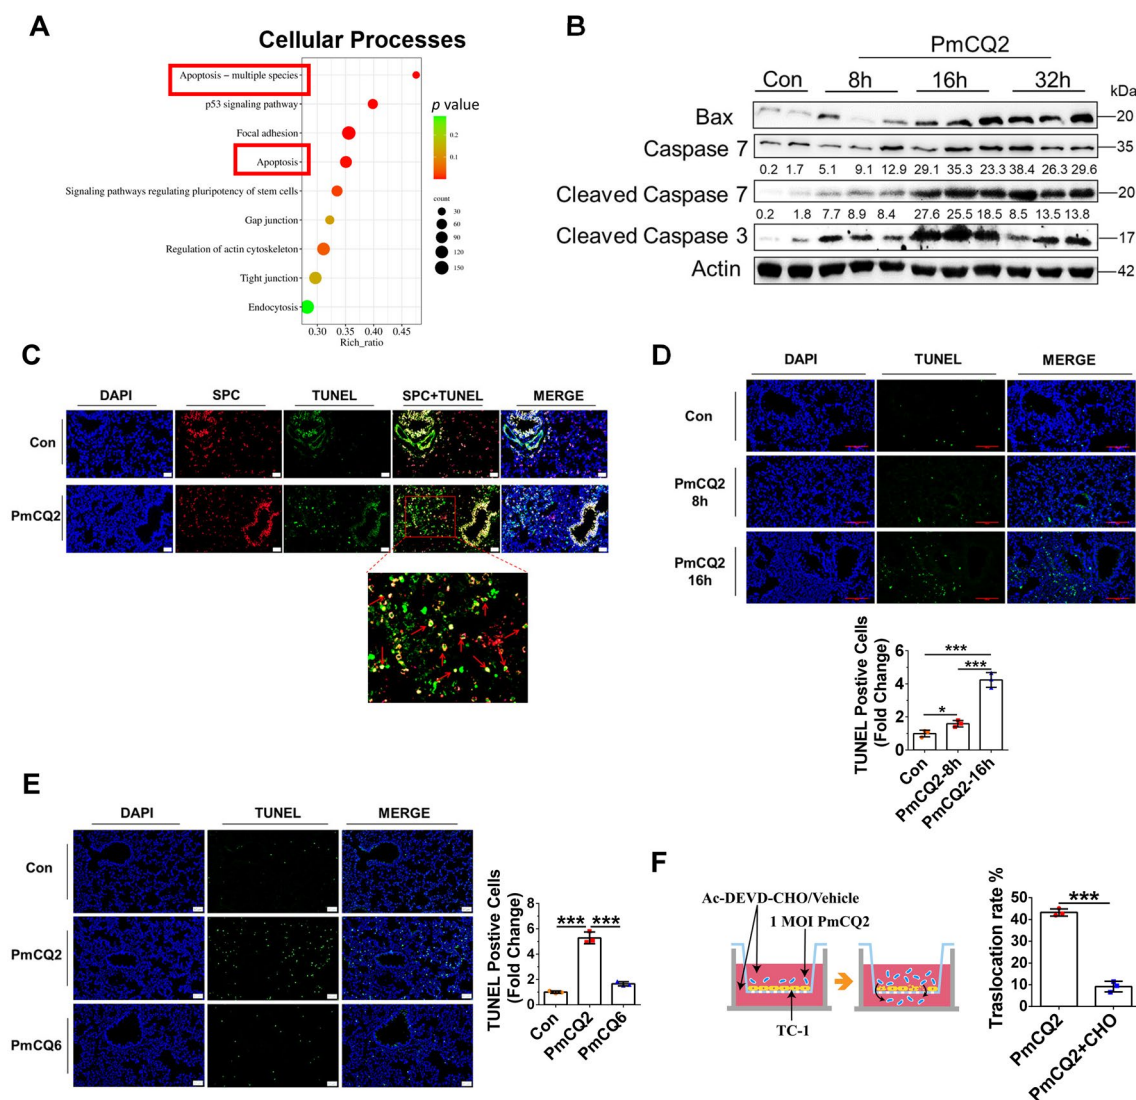 A
Cellular Processes
Apoptosis − multiple species
p53 signaling pathway
Focal adhesion
Apoptosis
Signaling pathways regulating pluripotency of stem cells
Gap junction
Regulation of actin cytoskeleton
Tight junction
Endocytosis
0.30 0.35 0.40 0.45
Rich_ratio
p value
0.2
0.1
count
30
60
90
120
150
B
PmCQ2
Con 8h 16h 32h kDa
Bax 20
Caspase 7 35
0.2 1.7 5.1 9.1 12.9 29.1 35.3 23.3 38.4 26.3 29.6
Cleaved Caspase 7 20
0.2 1.8 7.7 8.9 8.4 27.6 25.5 18.5 8.5 13.5 13.8
Cleaved Caspase 3 17
Actin 42
C
DAPI SPC TUNEL SPC+TUNEL MERGE
Con
PmCQ2
D
DAPI TUNEL MERGE
Con
PmCQ2
8h
PmCQ2
16h
TUNEL Postive Cells
(Fold Change)
6
4
2
0
***
***
*
Con
PmCQ2-8h
PmCQ2-16h
E
DAPI TUNEL MERGE
Con
PmCQ2
PmCQ6
TUNEL Postive Cells
(Fold Change)
8
6
4
2
0
*** ***
Con
PmCQ2
PmCQ6
F
Ac-DEVD-CHO/Vehicle
1 MOI PmCQ2
TC-1
Traslocation rate %
50
40
30
20
10
0
***
PmCQ2
PmCQ2+CHO